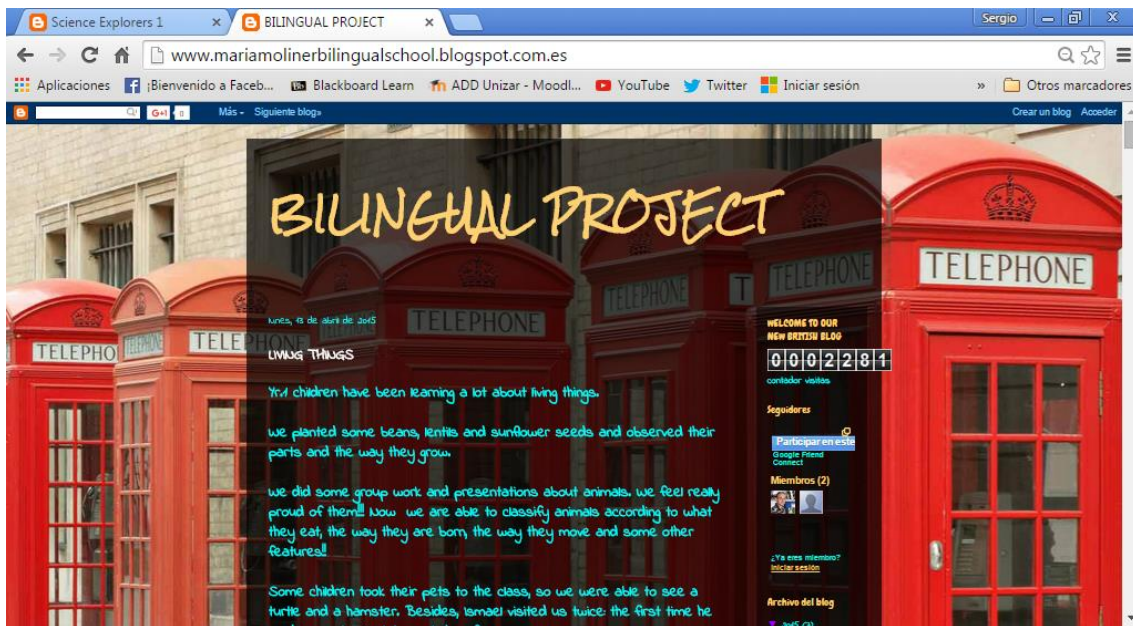 Science Explorers 1
BILINGUAL PROJECT
Sergio
www.mariamolinerbilingualschool.blogspot.com.es
Aplicaciones ¡Bienvenido a Faceb... Blackboard Learn ADD Unizar - Moodl... YouTube Twitter Iniciar sesión » Otros marcadores
G+1 0 Más Siguiente blog» Crear un blog Acceder
BILINGUAL PROJECT
TELEPHONE
TELEPHONE
TELEPHONE
TELEPHONE
T
TELEPHO
TELEPHONE
TELE
lunes, 13 de abril de 2015
LIVING THINGS
Yr.1 children have been learning a lot about living things.
We planted some beans, lentils and sunflower seeds and observed their
parts and the way they grow.
We did some group work and presentations about animals. We feel really
proud of them!! Now we are able to classify animals according to what
they eat, the way they are born, the way they move and some other
features!!
Some children took their pets to the class, so we were able to see a
turtle and a hamster. Besides, Ismael visited us twice: the first time he
WELCOME TO OUR
NEW BRITISH BLOG
0002281
contador visitas
Seguidores
Participar en este
Google Friend
Connect
Miembros (2)
¿Ya eres miembro?
Iniciar sesión
Archivo del blog